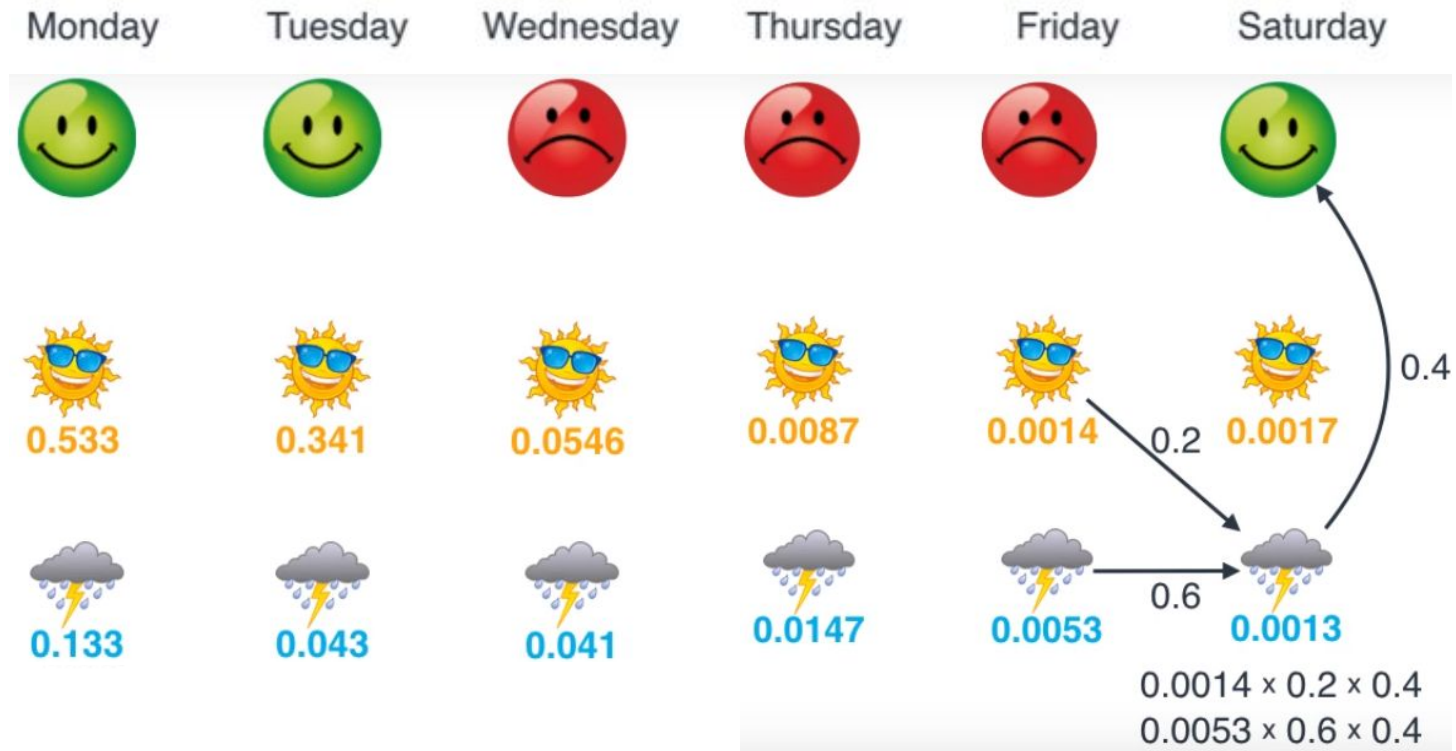 Monday Tuesday Wednesday Thursday Friday Saturday
0.4
0.533 0.341 0.0546 0.0087 0.0014 0.2 0.0017
0.6
0.133 0.043 0.041 0.0147 0.0053 0.0013
0.0014 × 0.2 × 0.4
0.0053 × 0.6 × 0.4